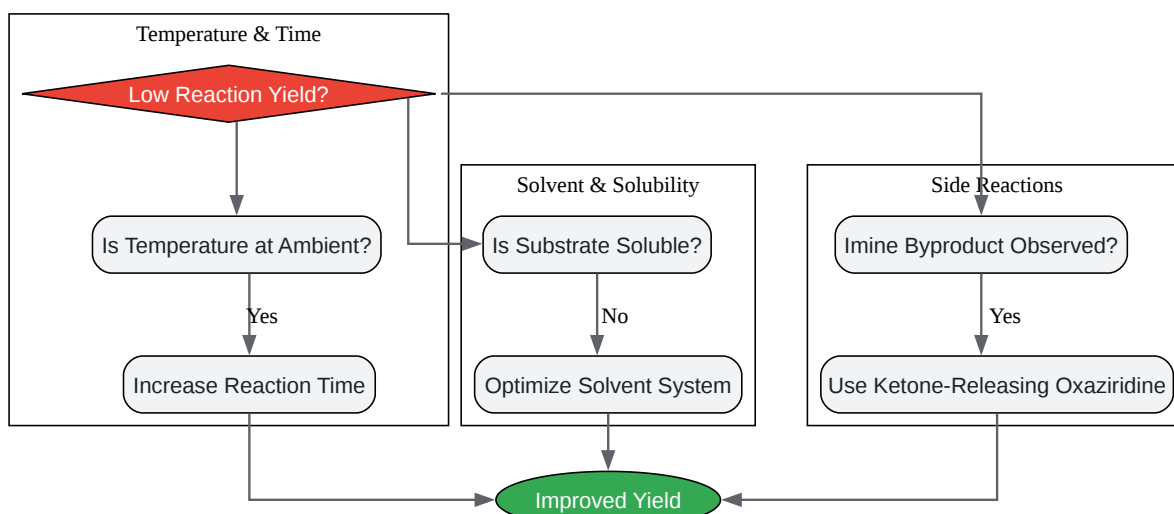 Temperature & Time
Low Reaction Yield?
Solvent & Solubility
Side Reactions
Is Temperature at Ambient?
Is Substrate Soluble?
Imine Byproduct Observed?
Yes
No
Yes
Increase Reaction Time
Optimize Solvent System
Use Ketone-Releasing Oxaziridine
Improved Yield